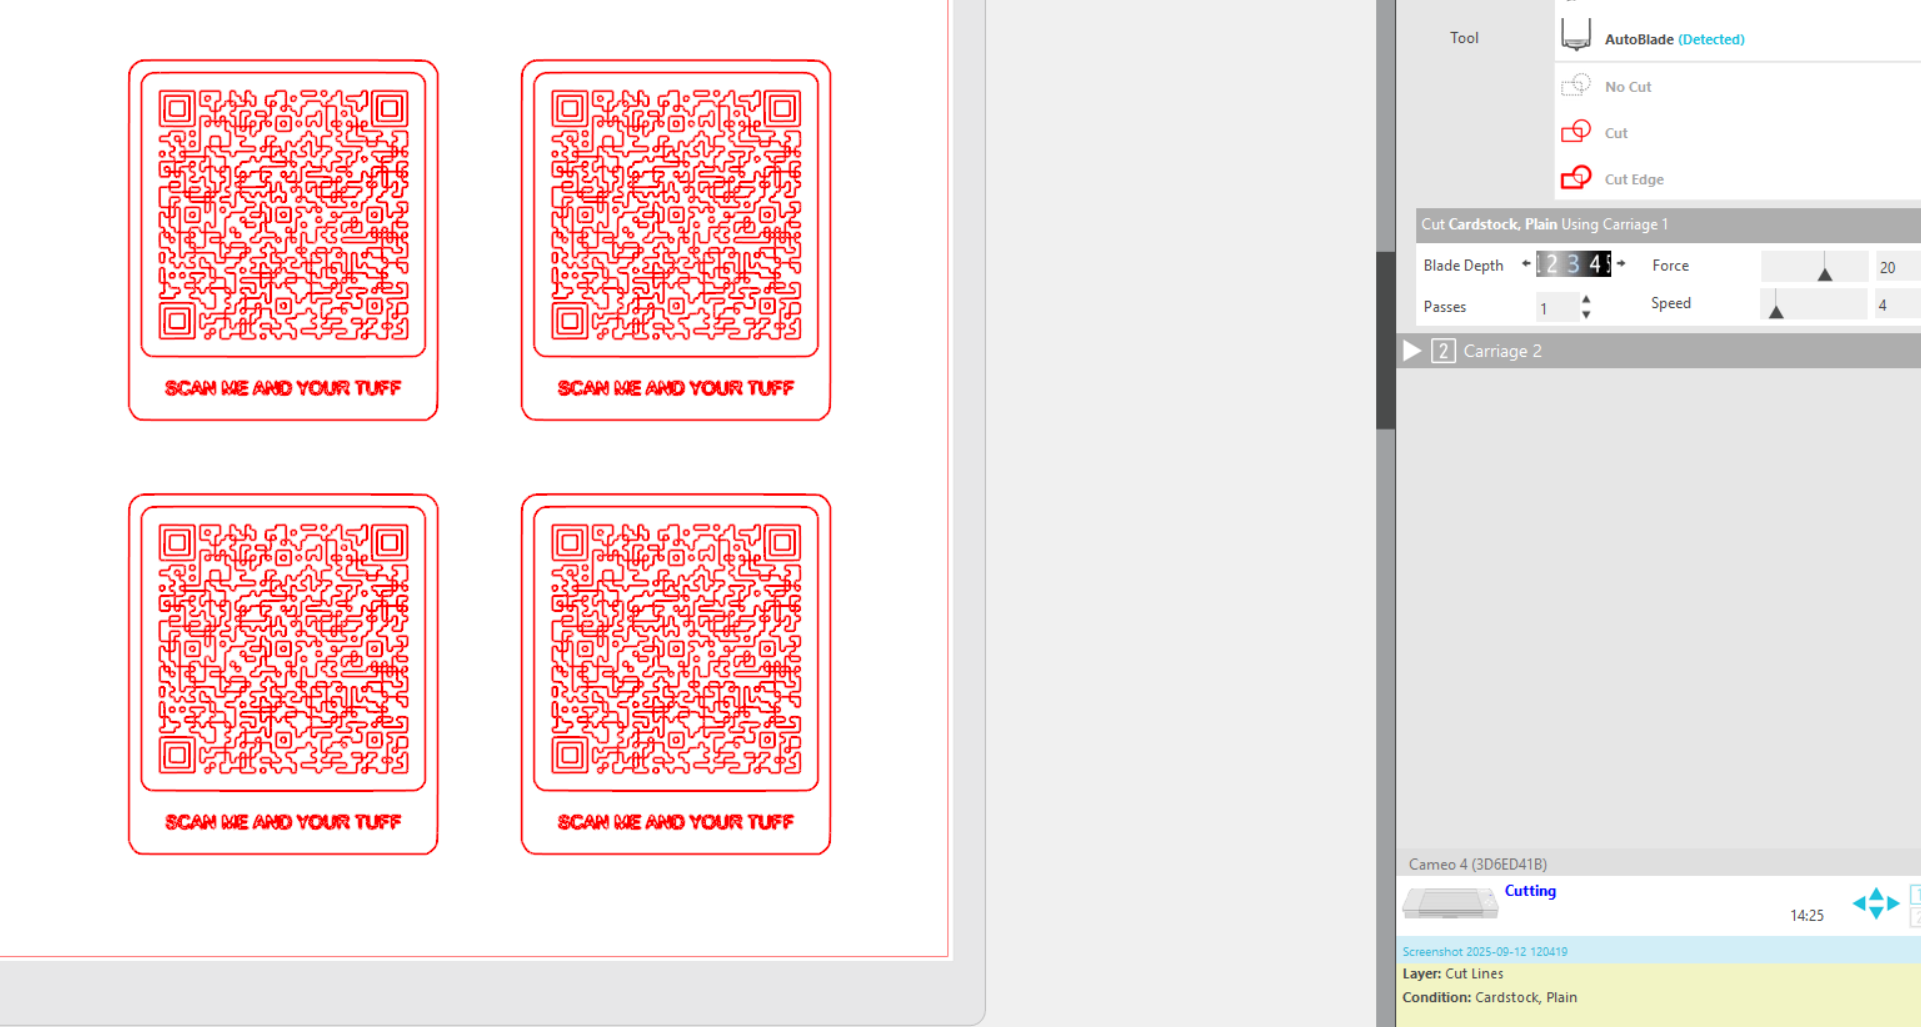 Tool
AutoBlade (Detected)
No Cut
Cut
Cut Edge
SCAN ME AND YOUR TUFF
SCAN ME AND YOUR TUFF
Cut Cardstock, Plain Using Carriage 1
Blade Depth
2 3 4
Force
20
Passes
1
Speed
4
2 Carriage 2
SCAN ME AND YOUR TUFF
SCAN ME AND YOUR TUFF
Cameo 4 (3D6ED41B)
Cutting
14:25
Screenshot 2025-09-12 120419
Layer: Cut Lines
Condition: Cardstock, Plain